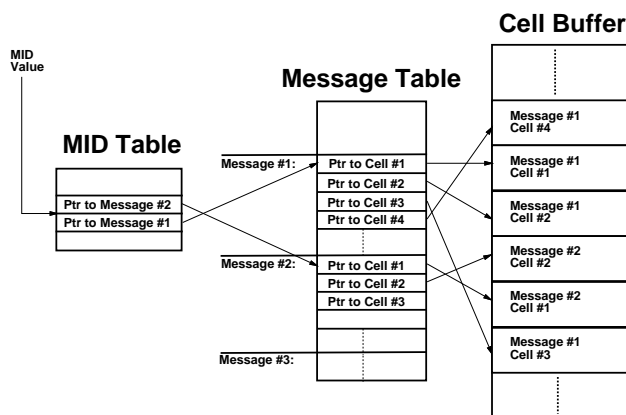 Cell Buffer
MID
Value
Message Table
MID Table
Message #1:
Ptr to Cell #1
Ptr to Cell #2
Ptr to Cell #3
Ptr to Cell #4
Ptr to Message #2
Ptr to Message #1
Message #2:
Ptr to Cell #1
Ptr to Cell #2
Ptr to Cell #3
Message #3:
Message #1
Cell #4
Message #1
Cell #1
Message #1
Cell #2
Message #2
Cell #2
Message #2
Cell #1
Message #1
Cell #3